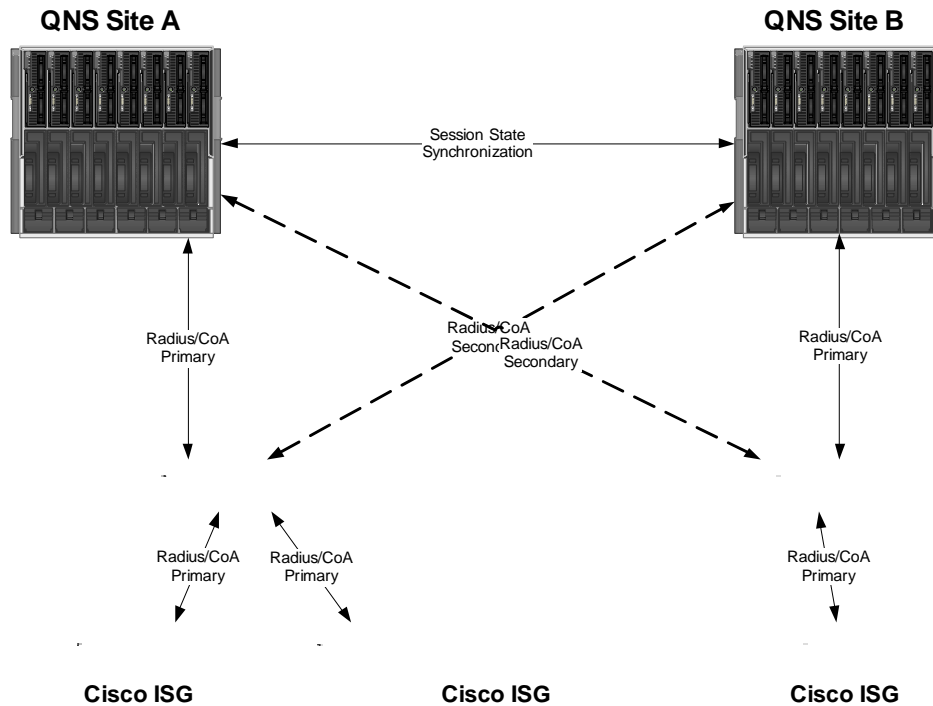 QNS Site A
QNS Site B
Session State
Synchronization
Radius/CoA
Primary
Radius/CoA
Radius/CoA
Secondary
Radius/CoA
Primary
Radius/CoA
Primary
Radius/CoA
Primary
Radius/CoA
Primary
Cisco ISG
Cisco ISG
Cisco ISG